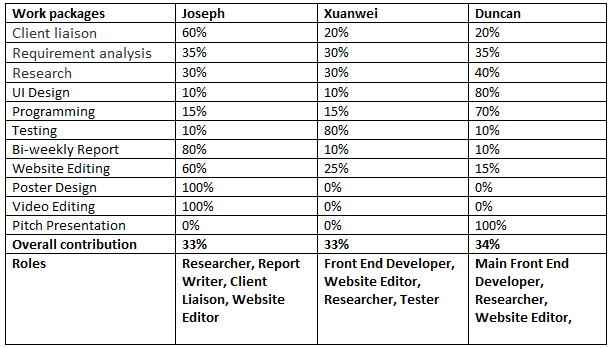 Work packages Joseph Xuanwei Duncan
Client liaison 60% 20% 20%
Requirement analysis 35% 30% 35%
Research 30% 30% 40%
UI Design 10% 10% 80%
Programming 15% 15% 70%
Testing 10% 80% 10%
Bi-weekly Report 80% 10% 10%
Website Editing 60% 25% 15%
Poster Design 100% 0% 0%
Video Editing 100% 0% 0%
Pitch Presentation 0% 0% 100%
Overall contribution 33% 33% 34%
Roles Researcher, Report Front End Developer, Main Front End
Writer, Client Website Editor, Developer,
Liaison, Website Researcher, Tester Researcher,
Editor Website Editor,